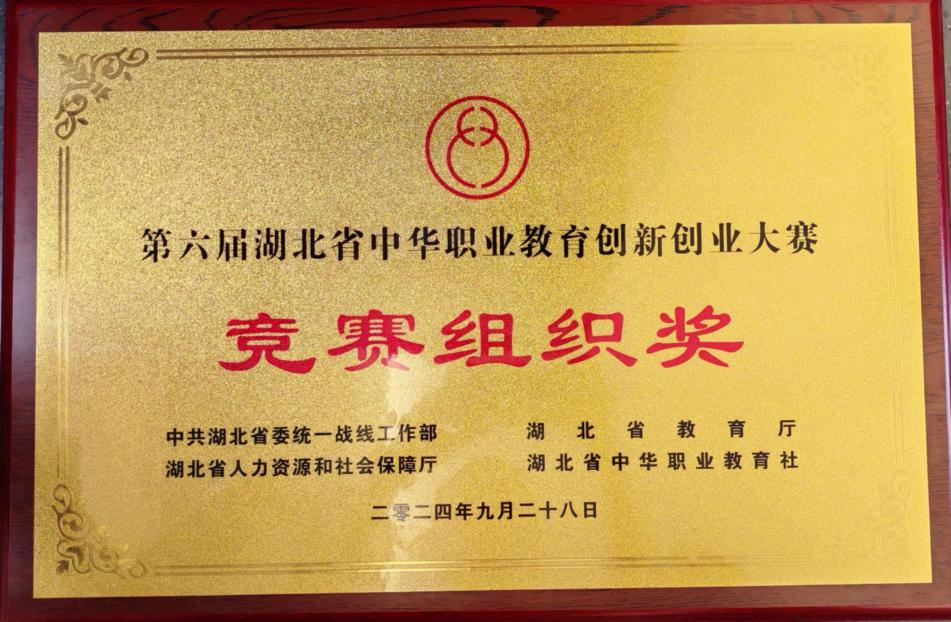 第六届湖北省中华职业教育创新创业大赛
竞赛组织奖
中共湖北省委统一战线工作部 湖北省教育厅
湖北省人力资源和社会保障厅 湖北省中华职业教育社
二零二四年九月二十八日